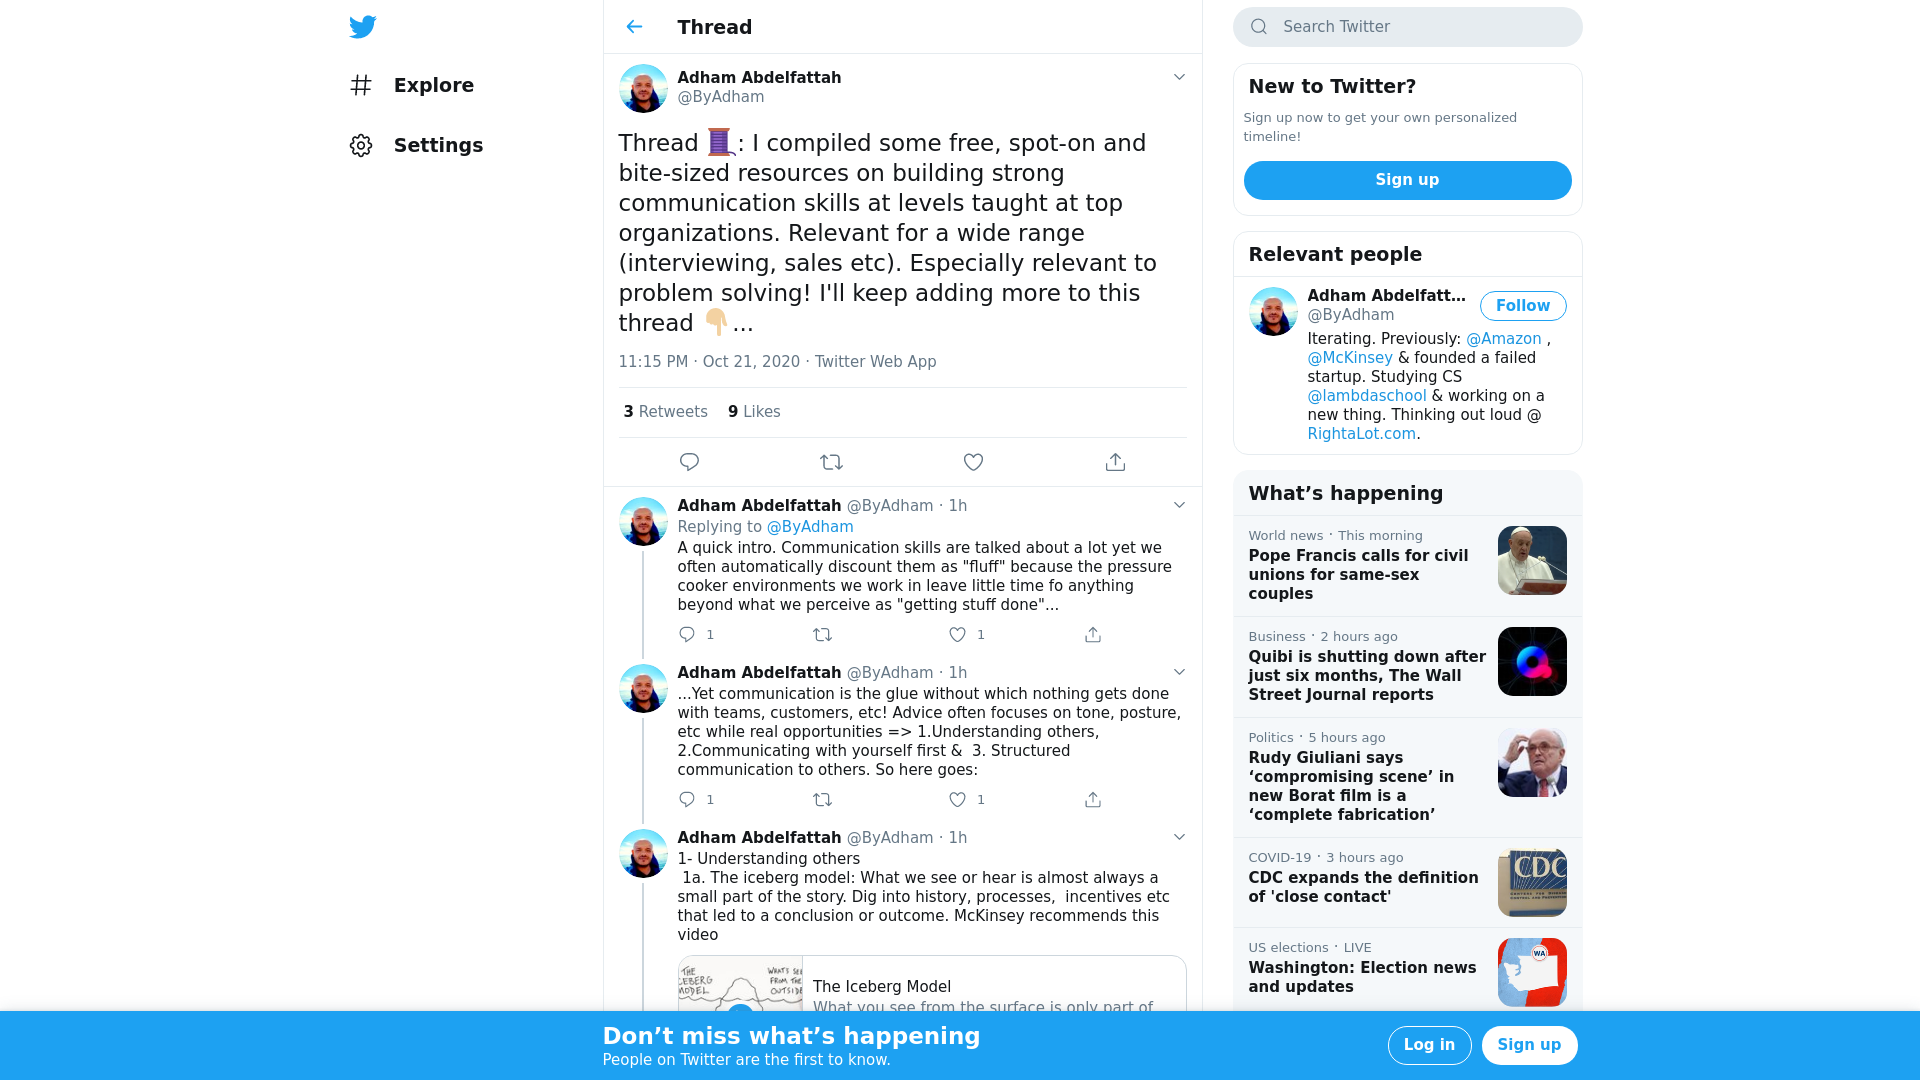 Explore
Settings
Thread
Adham Abdelfattah
@ByAdham
Thread : I compiled some free, spot-on and
bite-sized resources on building strong
communication skills at levels taught at top
organizations. Relevant for a wide range
(interviewing, sales etc). Especially relevant to
problem solving! I'll keep adding more to this
thread ...
11:15 PM · Oct 21, 2020 · Twitter Web App
3 Retweets 9 Likes
Adham Abdelfattah @ByAdham · 1h
Replying to @ByAdham
A quick intro. Communication skills are talked about a lot yet we
often automatically discount them as "fluff" because the pressure
cooker environments we work in leave little time fo anything
beyond what we perceive as "getting stuff done"...
1 1
Adham Abdelfattah @ByAdham · 1h
...Yet communication is the glue without which nothing gets done
with teams, customers, etc! Advice often focuses on tone, posture,
etc while real opportunities => 1.Understanding others,
2.Communicating with yourself first & 3. Structured
communication to others. So here goes:
1 1
Adham Abdelfattah @ByAdham · 1h
1- Understanding others
1a. The iceberg model: What we see or hear is almost always a
small part of the story. Dig into history, processes, incentives etc
that led to a conclusion or outcome. McKinsey recommends this
video
THE
ICEBERG
MODEL
FROM THE
The Iceberg Model
What you see from the surface is only part of
Search Twitter
New to Twitter?
Sign up now to get your own personalized
timeline!
Sign up
Relevant people
Adham Abdelfatt...
@ByAdham
Follow
Iterating. Previously: @Amazon ,
@McKinsey & founded a failed
startup. Studying CS
@lambdaschool & working on a
new thing. Thinking out loud @
RightaLot.com.
What’s happening
World news · This morning
Pope Francis calls for civil
unions for same-sex
couples
Business · 2 hours ago
Quibi is shutting down after
just six months, The Wall
Street Journal reports
Politics · 5 hours ago
Rudy Giuliani says
‘compromising scene’ in
new Borat film is a
‘complete fabrication’
COVID-19 · 3 hours ago
CDC expands the definition
of 'close contact'
CDC
US elections · LIVE
Washington: Election news
and updates
WA
Don’t miss what’s happening
People on Twitter are the first to know.
Log in
Sign up